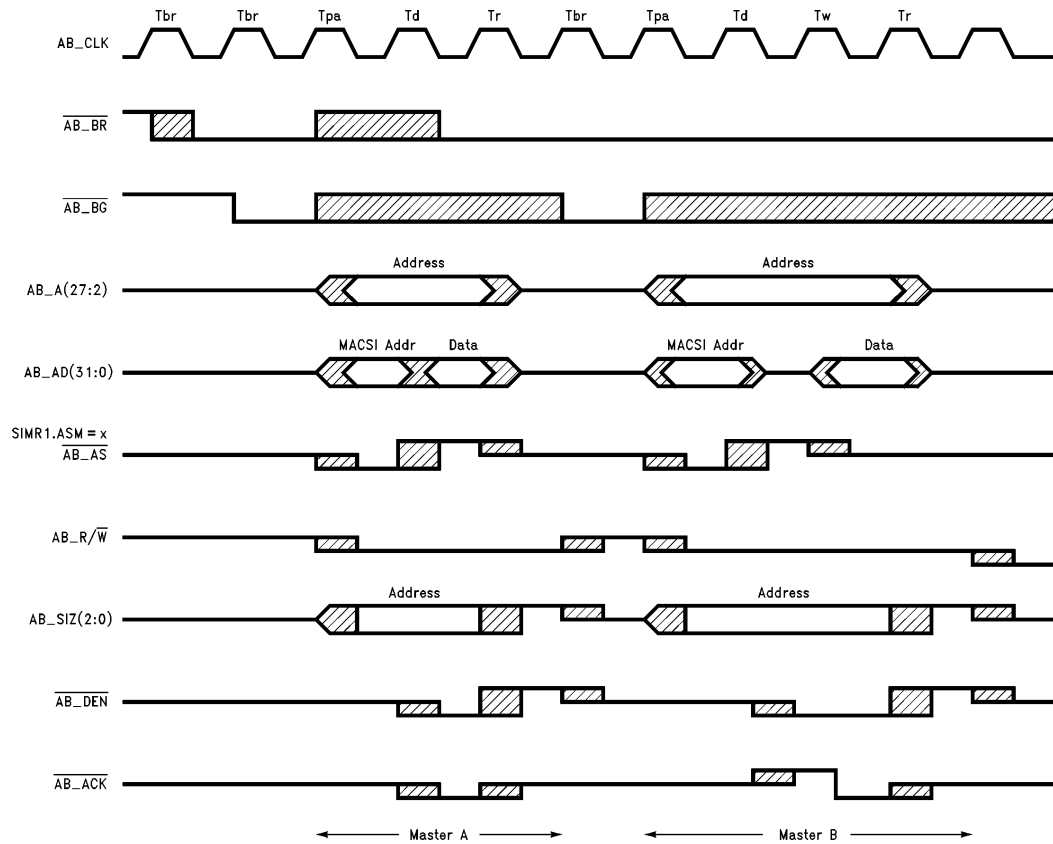 Tbr Tbr Tpa Td Tr Tbr Tpa Td Tw Tr
AB_CLK
AB_BR
AB_BG
Address Address
AB_A(27:2)
MACSI Addr Data MACSI Addr Data
AB_AD(31:0)
SIMR1.ASM = x
AB_AS
AB_R/W
Address Address
AB_SIZ(2:0)
AB_DEN
AB_ACK
Master A Master B